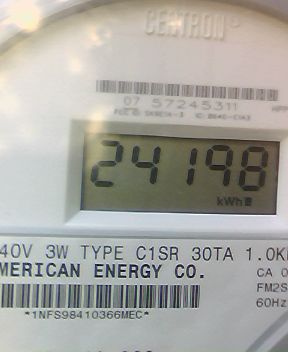 CENTRON
07 57245311
24198
kWh
40V 3W TYPE C1SR 30TA 1.0K
MERICAN ENERGY CO.
CA 0
FM2S
60Hz
*1NFS98410366MEC*